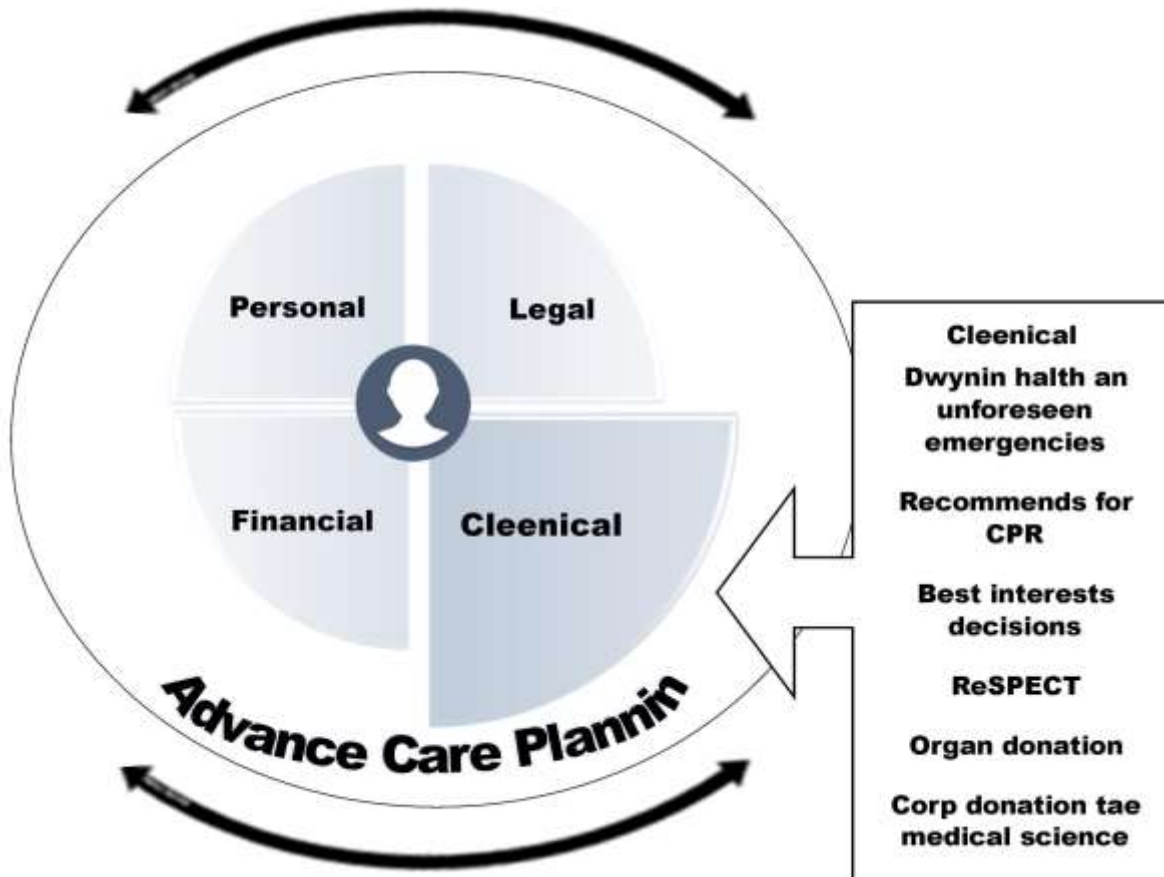 Personal
Legal
Financial
Cleenical
Advance Care Plannin
Cleenical
Dwynin halth an
unforeseen
emergencies
Recommends for
CPR
Best interests
decisions
ReSPECT
Organ donation
Corp donation tae
medical science